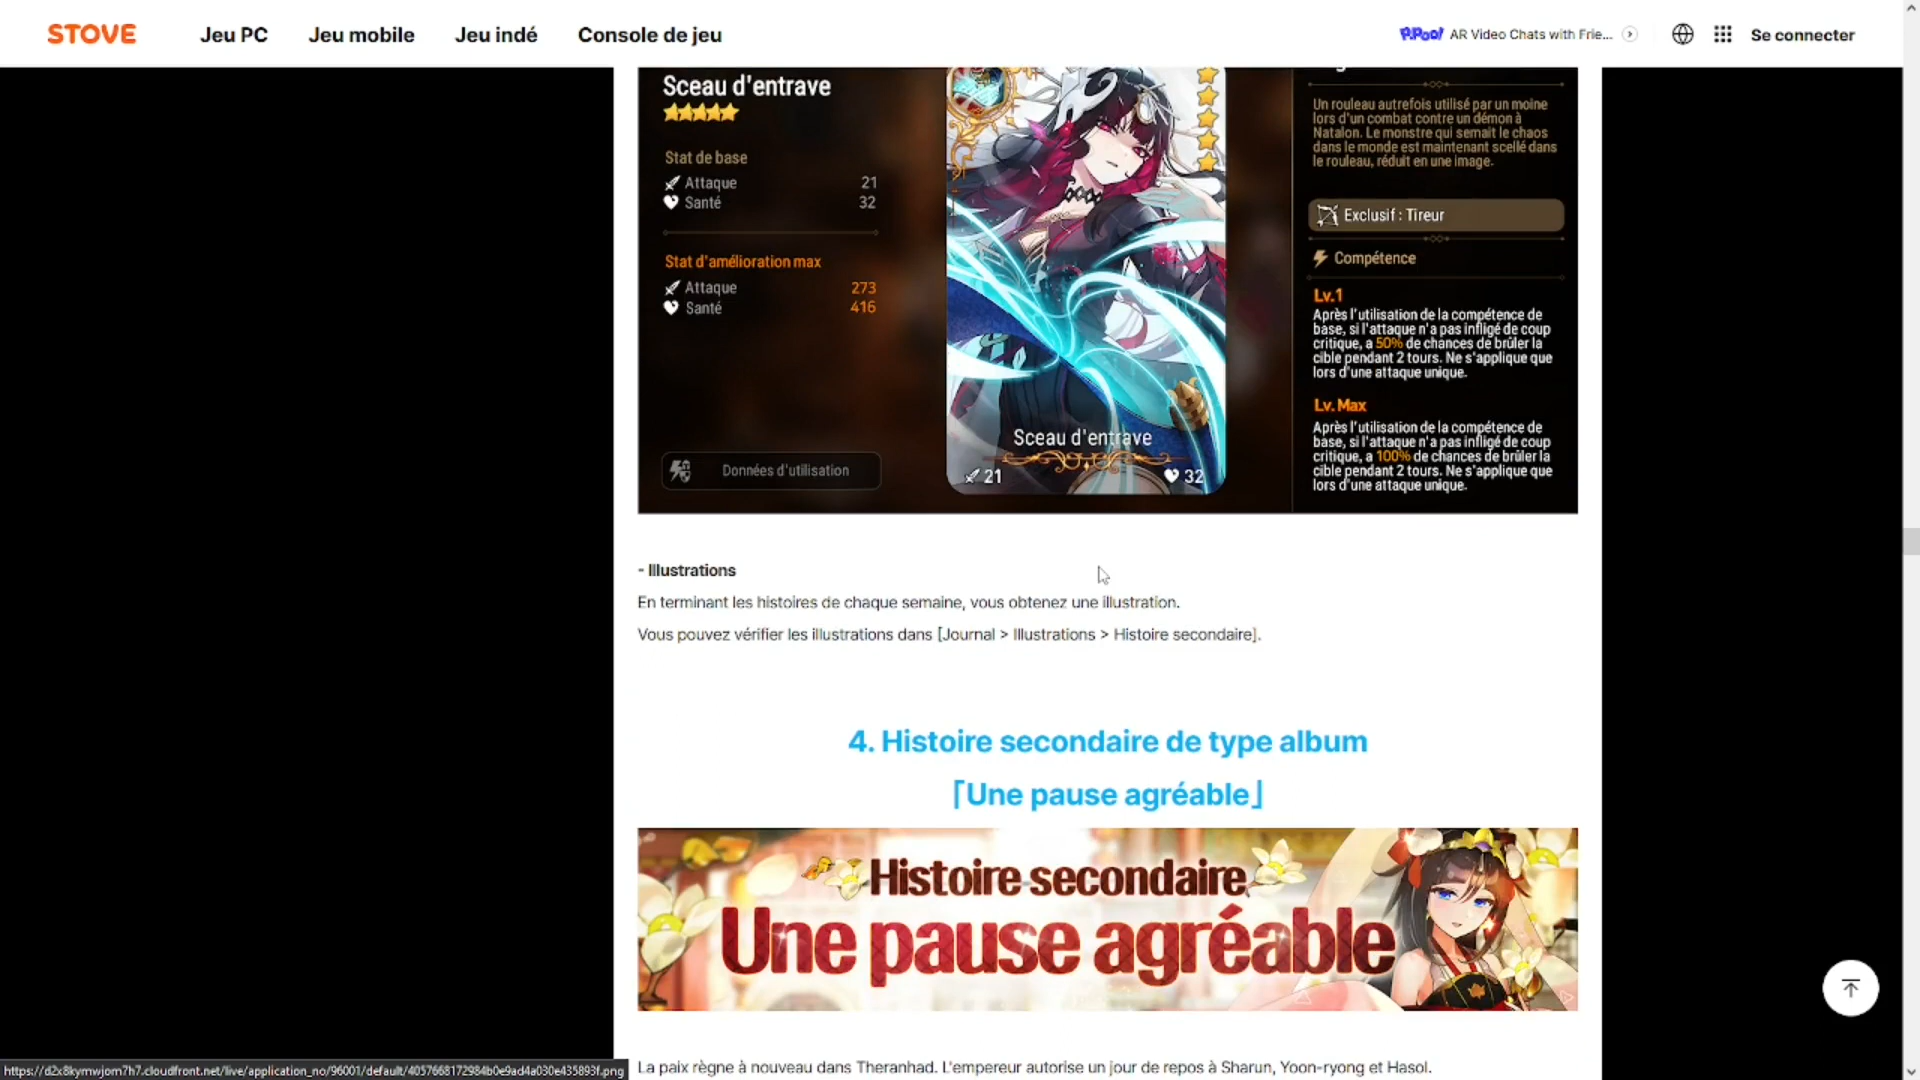 STOVE
Jeu PC
Jeu mobile
Jeu indé
Console de jeu
AR Video Chats with Frie...
Se connecter
Sceau d'entrave
Stat de base
Attaque 21
Santé 32
Stat d'amélioration max
Attaque 273
Santé 416
Données d'utilisation
Sceau d'entrave
21 32
Un rouleau autrefois utilisé par un moine
lors d'un combat contre un démon à
Natalon. Le monstre qui semait le chaos
dans le monde est maintenant scellé dans
le rouleau, réduit en une image.
Exclusif : Tireur
Compétence
Lv.1
Après l'utilisation de la compétence de
base, si l'attaque n'a pas infligé de coup
critique, a 50% de chances de brûler la
cible pendant 2 tours. Ne s'applique que
lors d'une attaque unique.
Lv. Max
Après l'utilisation de la compétence de
base, si l'attaque n'a pas infligé de coup
critique, a 100% de chances de brûler la
cible pendant 2 tours. Ne s'applique que
lors d'une attaque unique.
- Illustrations
En terminant les histoires de chaque semaine, vous obtenez une illustration.
Vous pouvez vérifier les illustrations dans [Journal > Illustrations > Histoire secondaire].
4. Histoire secondaire de type album
「Une pause agréable」
Histoire secondaire
Une pause agréable
La paix règne à nouveau dans Theranhad. L'empereur autorise un jour de repos à Sharun, Yoon-ryong et Hasol.
https://d2x8kymwjom7h7.cloudfront.net/live/application_no/96001/default/4057668172984b0e9ad4a030e435893f.png